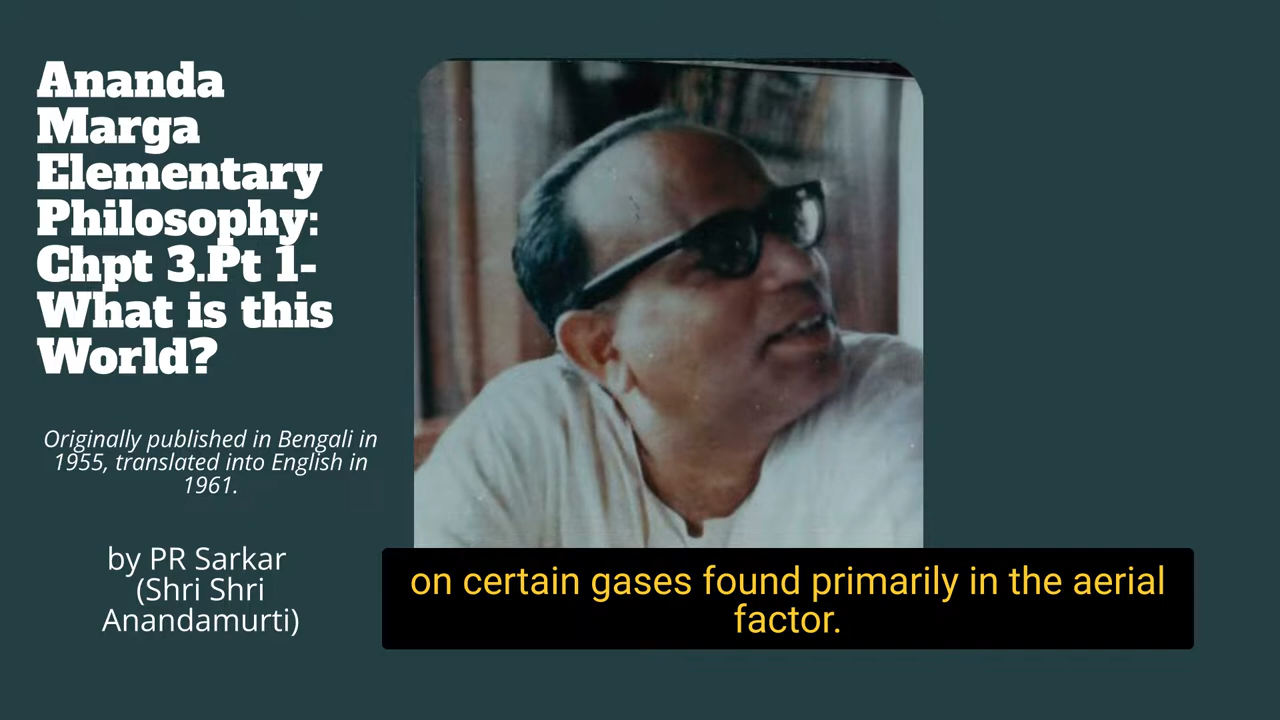 Ananda
Marga
Elementary
Philosophy:
Chpt 3.Pt 1-
What is this
World?
Originally published in Bengali in
1955, translated into English in
1961.
by PR Sarkar
(Shri Shri
Anandamurti)
on certain gases found primarily in the aerial
factor.